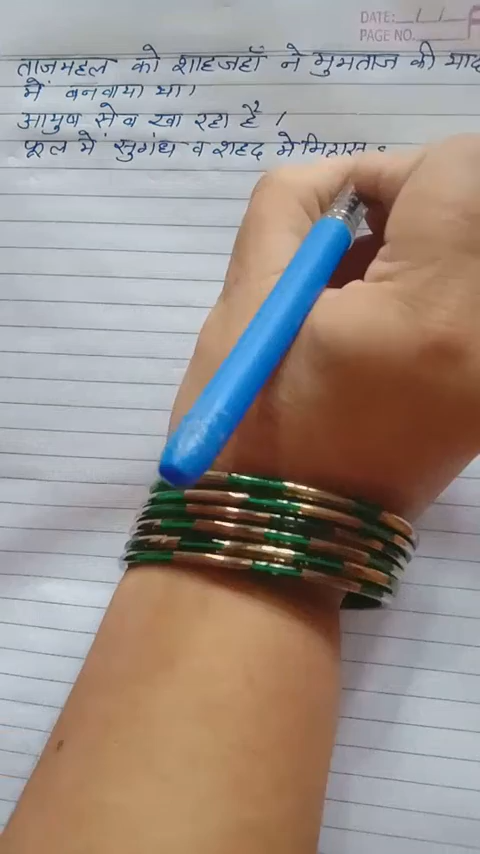 DATE: / /
PAGE NO.
ताजमहल को शाहजहाँ ने मुमताज की याद
में बनवाया था।
आयुष सेव खा रहा है ।
फूल में सुगंध व शहद में मिठास